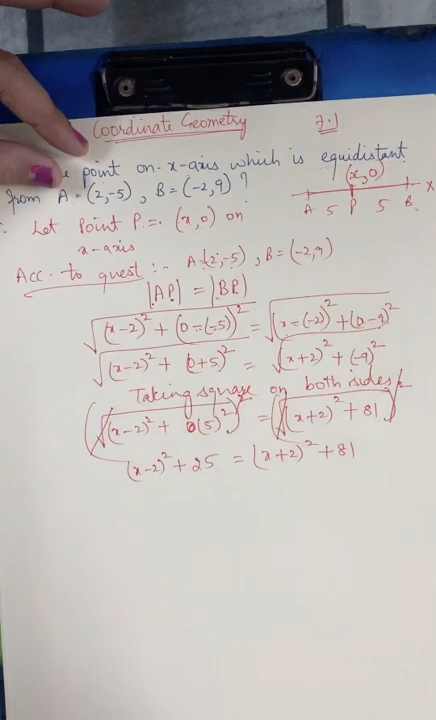 Coordinate Geometry 7.1
point on x-axis which is equidistant
from A = (2,-5), B = (-2,9) ?
(x,0)
A 5 P 5 B X
Let Point P = (x,0) on
x-axis
Acc. to quest :- A(2,-5), B = (-2,9)
|AP| = |BP|
√(x-2)² + (0-(-5))² = √(x-(-2))² + (0-9)²
√(x-2)² + (0+5)² = √(x+2)² + (-9)²
Taking square on both sides
(√(x-2)² + (5)²)² = (√(x+2)² + 81)²
(x-2)² + 25 = (x+2)² + 81